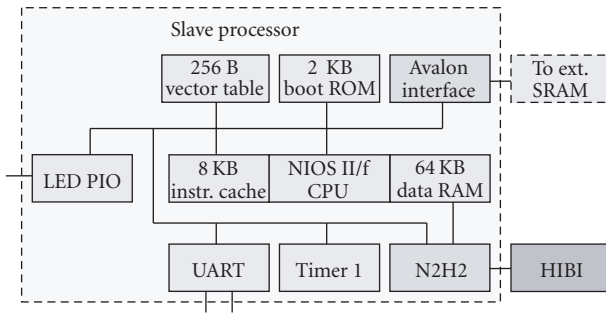 Slave processor
256 B
vector table
2 KB
boot ROM
Avalon
interface
To ext.
SRAM
LED PIO
8 KB
instr. cache
NIOS II/f
CPU
64 KB
data RAM
UART
Timer 1
N2H2
HIBI